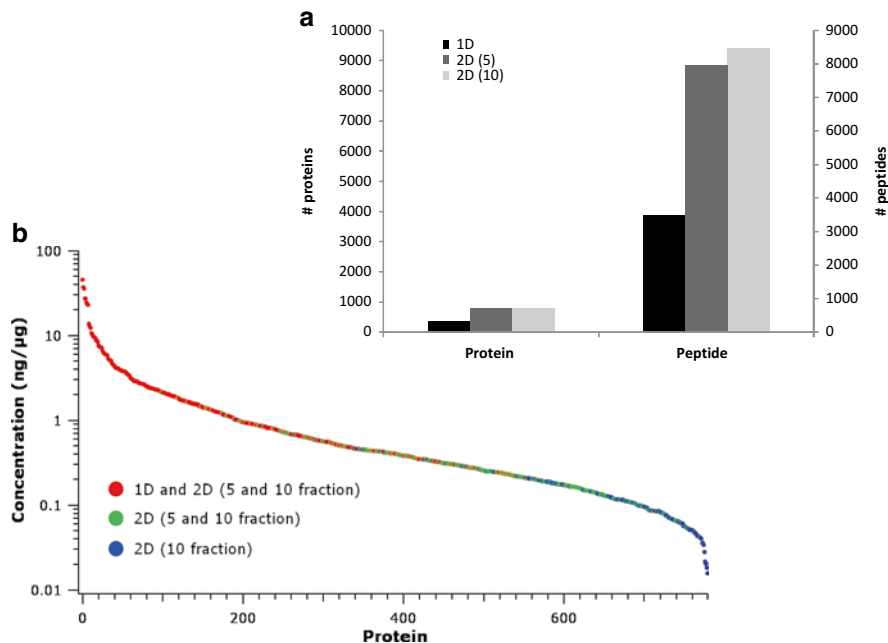 a
10000
9000
8000
7000
6000
5000
4000
3000
2000
1000
0
# proteins
1D
2D (5)
2D (10)
9000
8000
7000
6000
5000
4000
3000
2000
1000
0
# peptides
Protein
Peptide
b
100
10
1
0.1
0.01
Concentration (ng/µg)
1D and 2D (5 and 10 fraction)
2D (5 and 10 fraction)
2D (10 fraction)
0
200
400
600
Protein